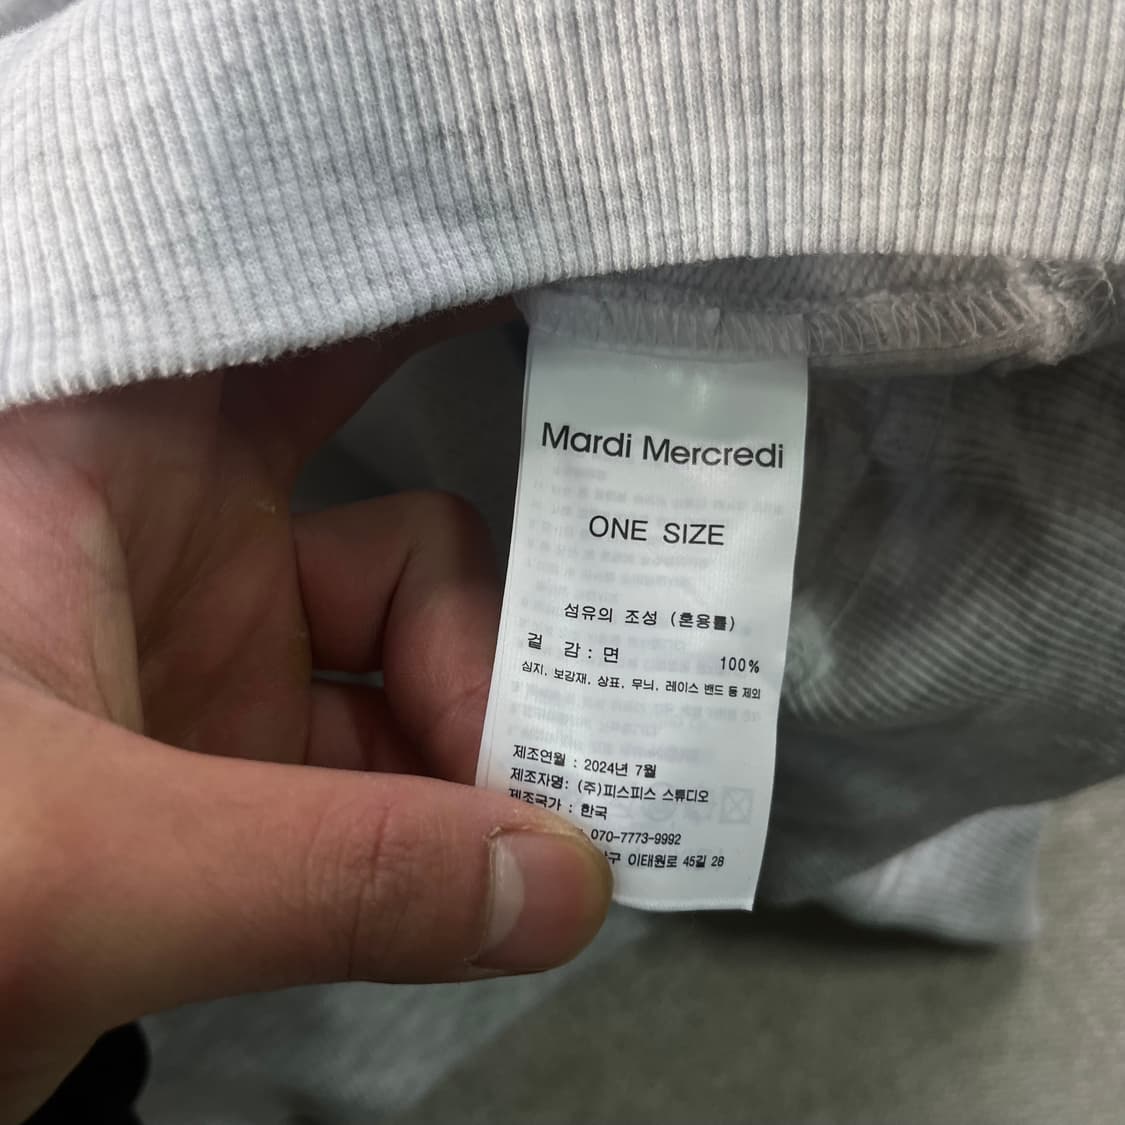 Mardi Mercredi
ONE SIZE
섬유의 조성 (혼용률)
겉 감 : 면 100%
심지, 보강재, 상표, 무늬, 레이스 밴드 등 제외
제조연월 : 2024년 7월
제조자명: (주)피스피스 스튜디오
제조국가 : 한국
070-7773-9992
이태원로 45길 28